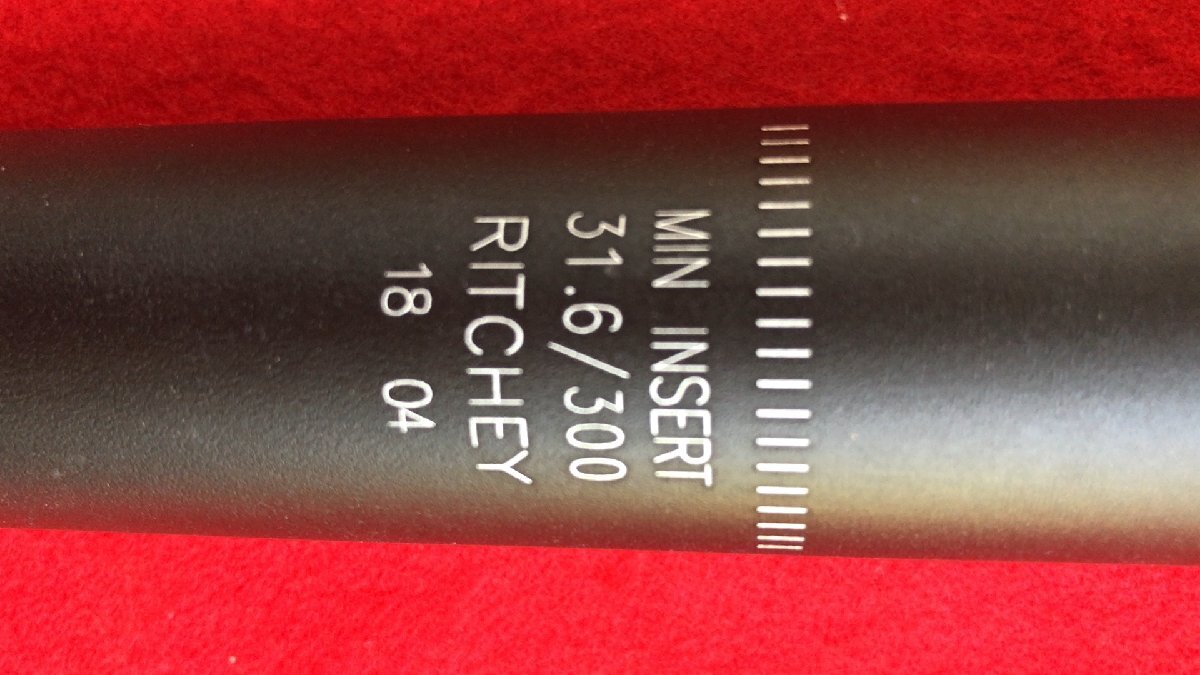 MIN INSERT
31.6/300
RITCHEY
18 04